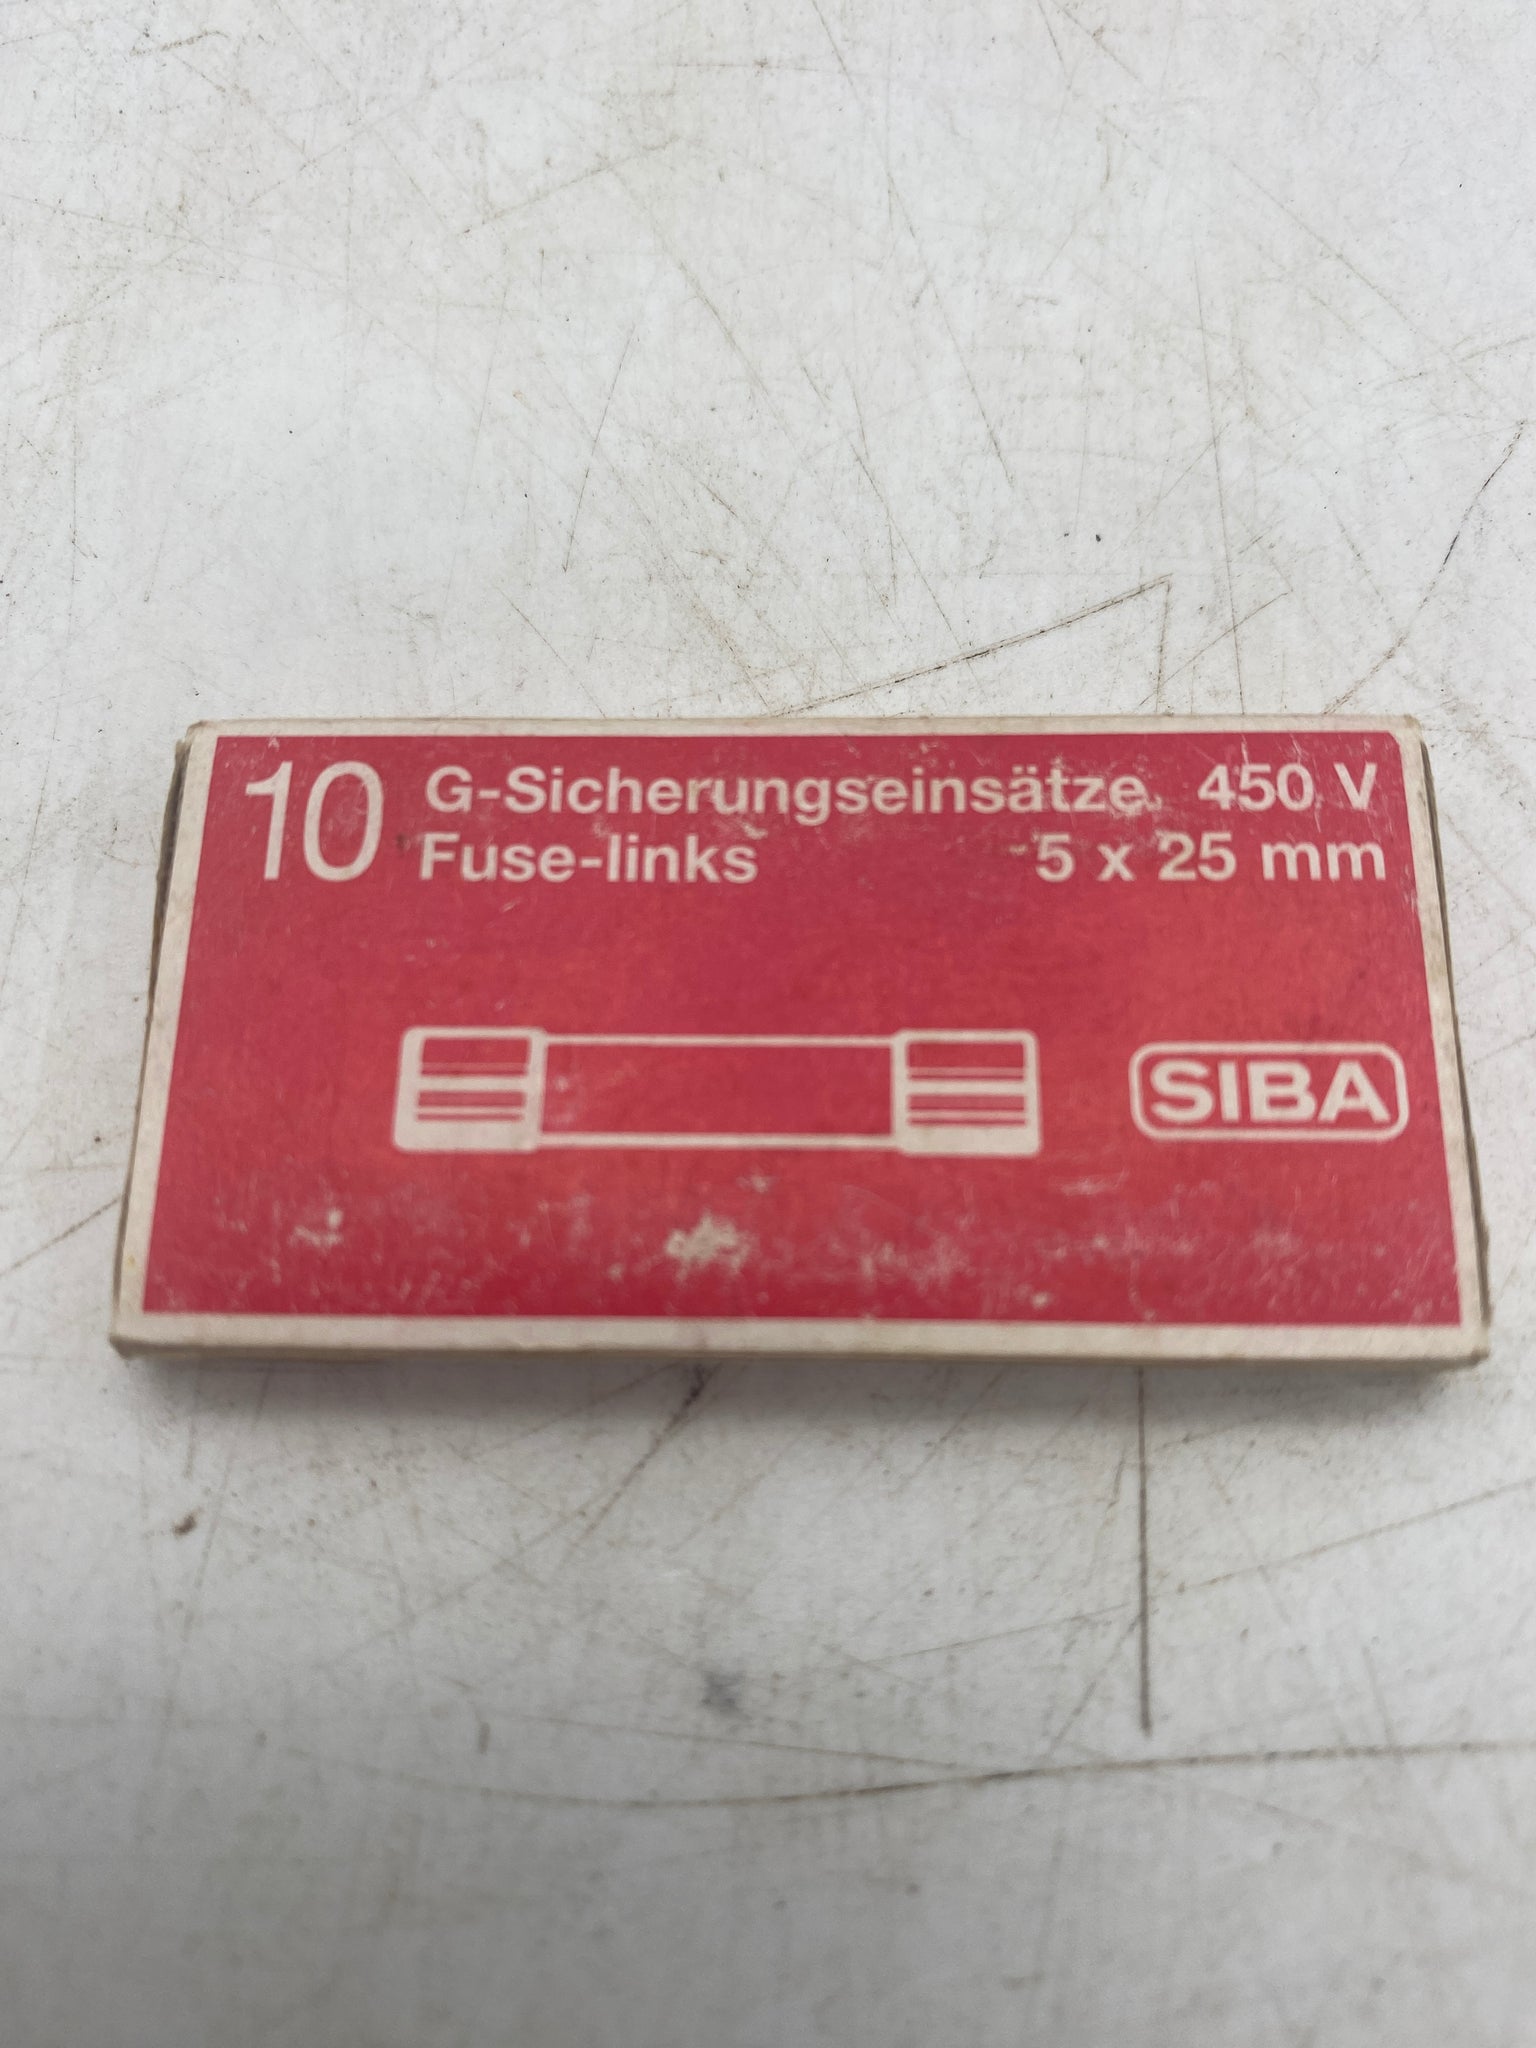 10 G-Sicherungseinsätze 450 V
Fuse-links 5 x 25 mm
SIBA